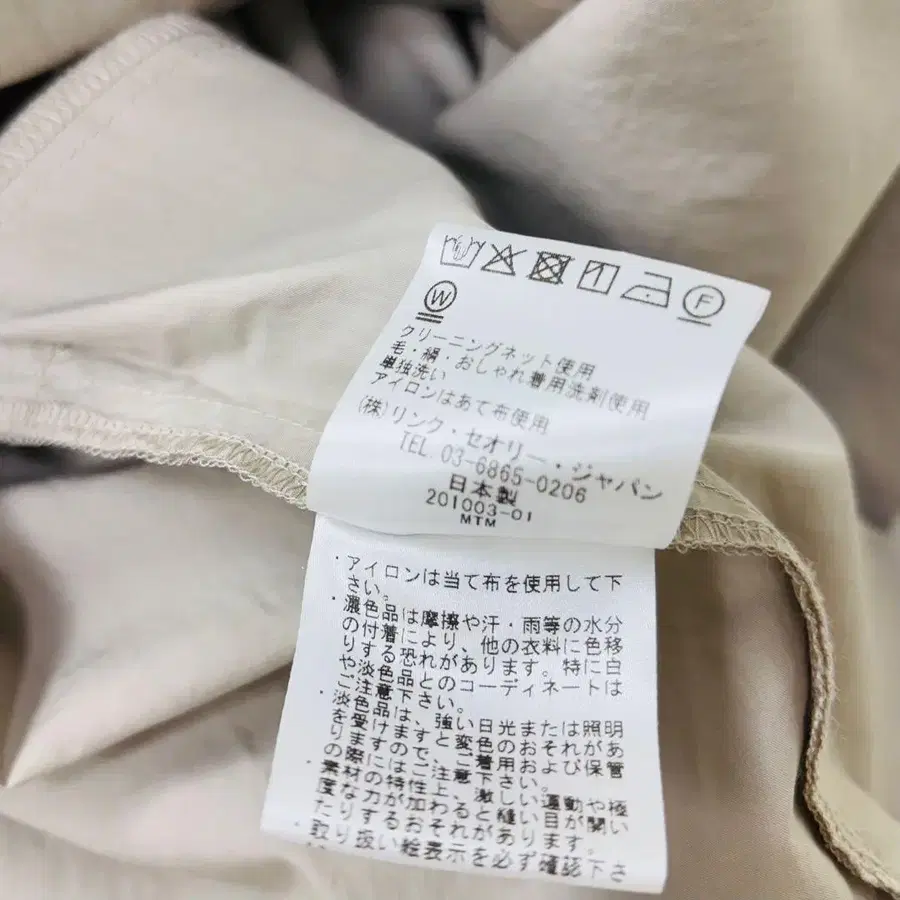 F
W
クリーニングネット使用
毛・絹・おしゃれ着用洗剤使用
単独洗い
アイロンはあて布使用
(株)リンク・セオリー・ジャパン
TEL. 03-6865-0206
日本製
201003-01
MTM
・アイロンは当て布を使用して下
さい。
・濃色品は摩擦や汗・雨等の水分
の付着により、他の衣料に色移
りする恐れがあります。特に白
や淡色品とのコーディネートは
ご注意下さい。
・淡色品は、強い日光または照明
を受けますと変色のおそれがあ
りますので、ご着用および保管
の際にはご注意下さい。
・素材の特性上、激しい運動や極
度な力が加わると縫い目が開い
たりするおそれがあります。
・取り扱い絵表示を必ず確認下さ